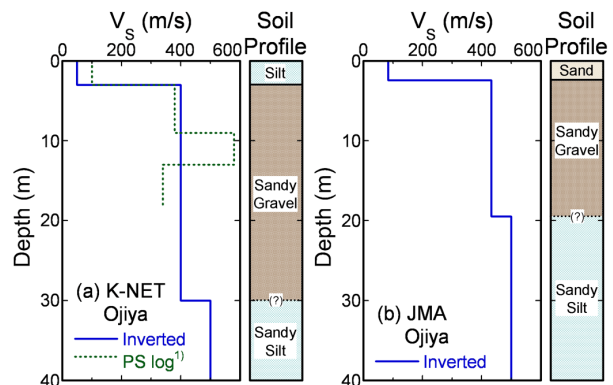 V_S (m/s)
Soil
Profile
0 200 400 600
0
10
20
30
40
Depth (m)
Silt
Sandy
Gravel
(?)
Sandy
Silt
(a) K-NET
Ojiya
Inverted
PS log¹⁾
V_S (m/s)
Soil
Profile
0 200 400 600
0
10
20
30
40
Depth (m)
Sand
Sandy
Gravel
(?)
Sandy
Silt
(b) JMA
Ojiya
Inverted